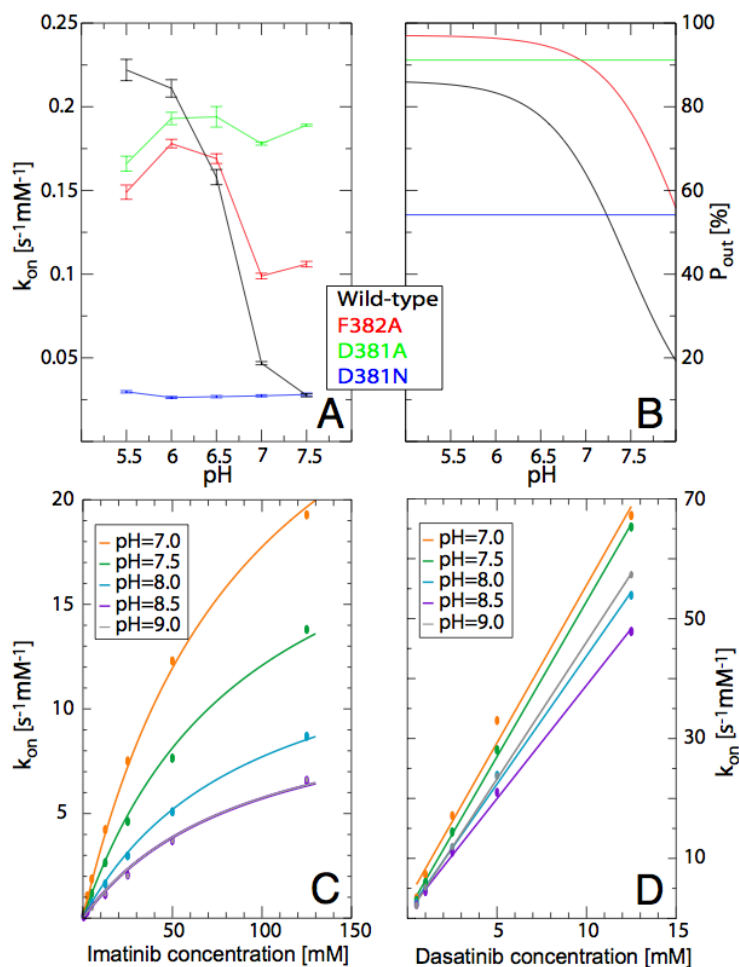 0.25
0.2
0.15
0.1
0.05
kon [s-1mM-1]
5.5 6 6.5 7 7.5
pH
A
Wild-type
F382A
D381A
D381N
100
80
60
40
20
Pout [%]
5.5 6 6.5 7 7.5
pH
B
20
15
10
5
kon [s-1mM-1]
pH=7.0
pH=7.5
pH=8.0
pH=8.5
pH=9.0
C
50 100 150
Imatinib concentration [mM]
pH=7.0
pH=7.5
pH=8.0
pH=8.5
pH=9.0
D
70
50
30
10
kon [s-1mM-1]
5 10 15
Dasatinib concentration [mM]